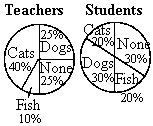 Teachers Students
25%
Dogs
Cats
40%
None
25%
Fish
10%
Cats
20%
None
30%
Dogs
30%
Fish
20%